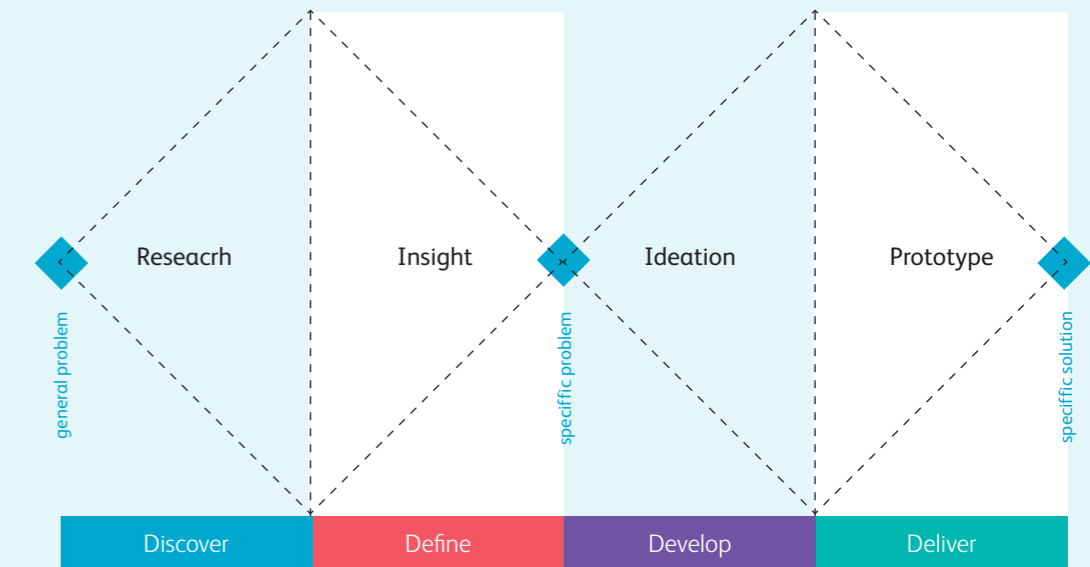 Reseacrh
Insight
Ideation
Prototype
general problem
speciffic problem
speciffic solution
Discover
Define
Develop
Deliver